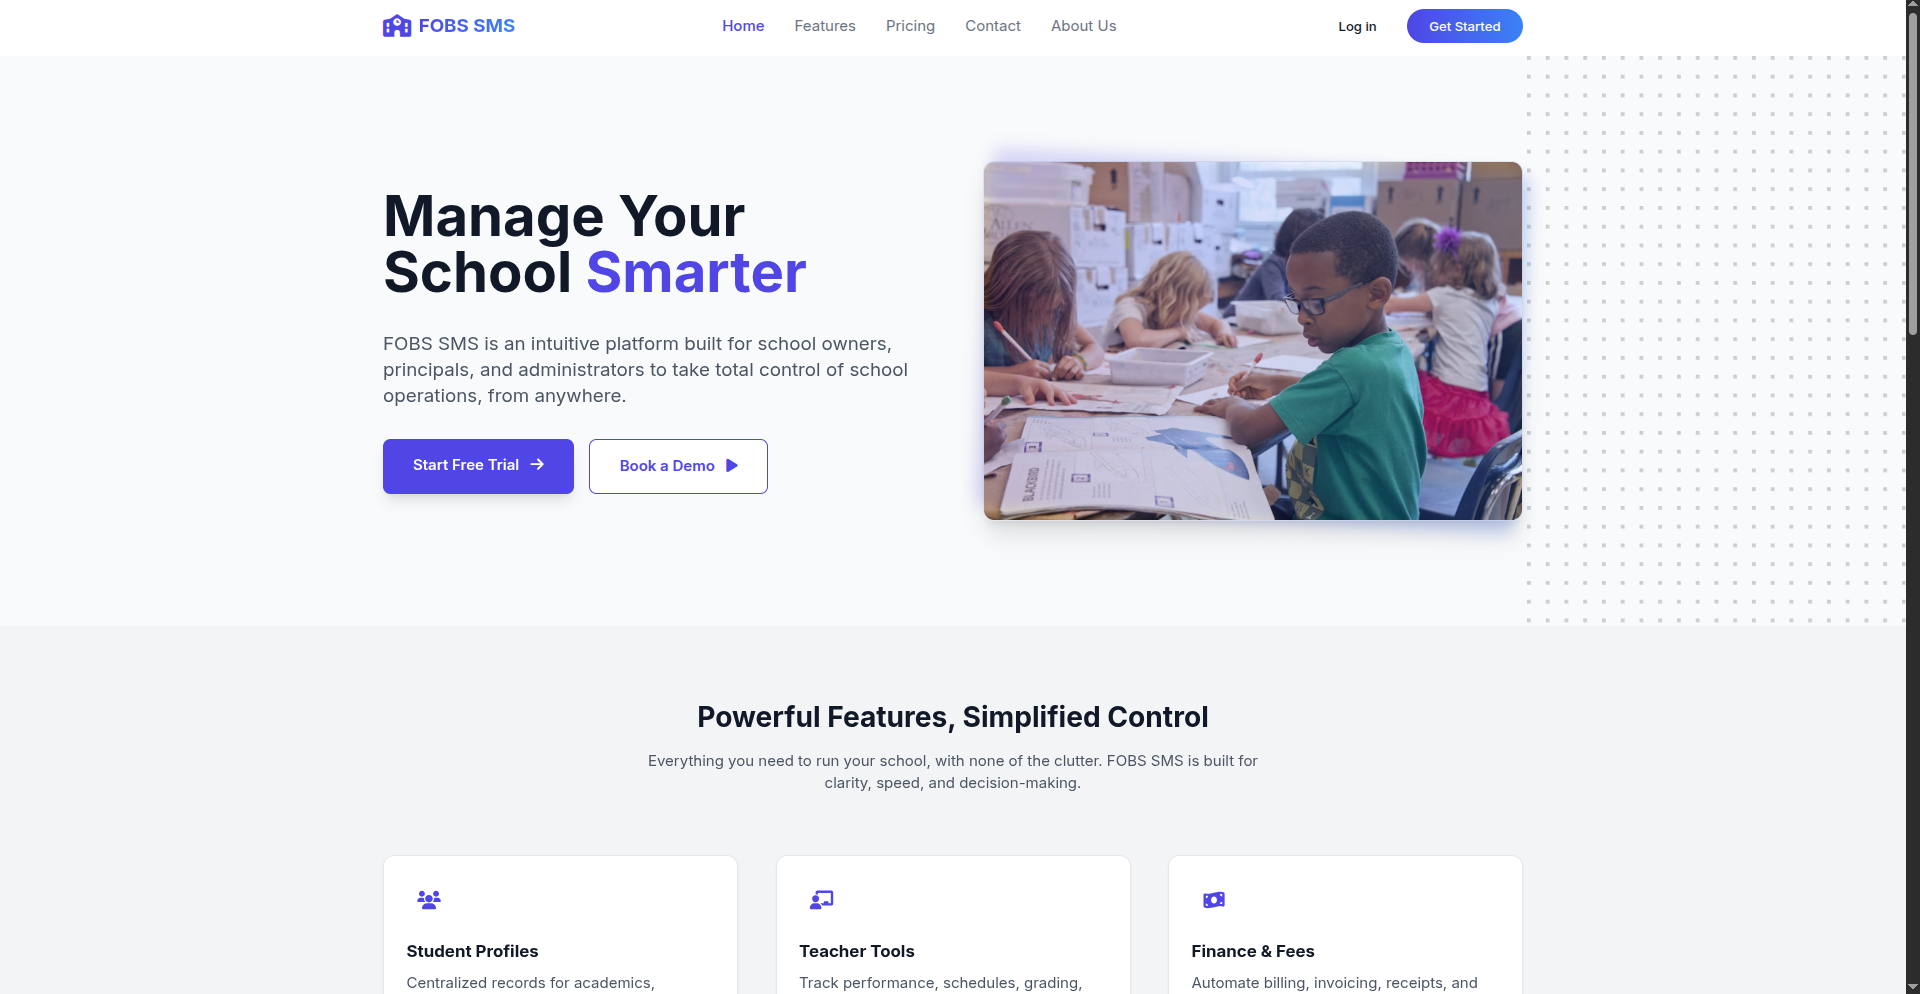 FOBS SMS
Home Features Pricing Contact About Us
Log in
Get Started
Manage Your
School Smarter
FOBS SMS is an intuitive platform built for school owners,
principals, and administrators to take total control of school
operations, from anywhere.
Start Free Trial
Book a Demo
BLACKBIRD
Powerful Features, Simplified Control
Everything you need to run your school, with none of the clutter. FOBS SMS is built for
clarity, speed, and decision-making.
Student Profiles
Centralized records for academics,
Teacher Tools
Track performance, schedules, grading,
Finance & Fees
Automate billing, invoicing, receipts, and